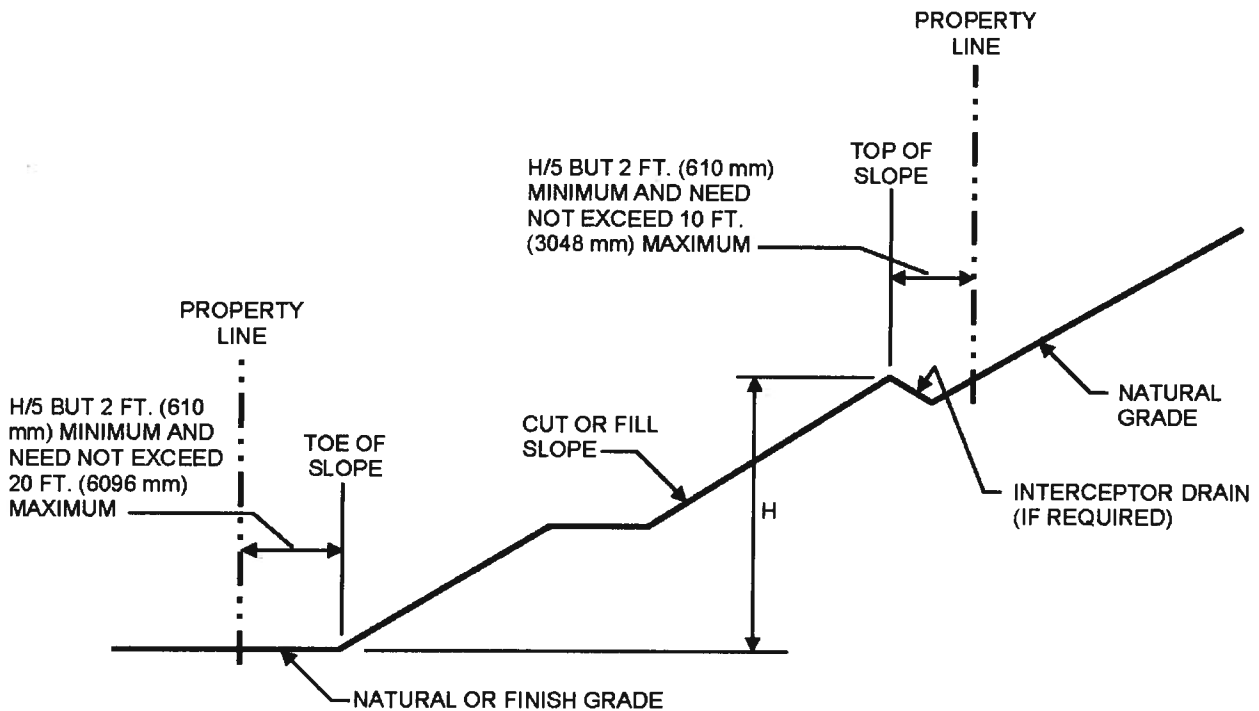 PROPERTY
LINE
H/5 BUT 2 FT. (610 mm)
MINIMUM AND NEED
NOT EXCEED 10 FT.
(3048 mm) MAXIMUM
TOP OF
SLOPE
PROPERTY
LINE
H/5 BUT 2 FT. (610
mm) MINIMUM AND
NEED NOT EXCEED
20 FT. (6096 mm)
MAXIMUM
TOE OF
SLOPE
CUT OR FILL
SLOPE
H
NATURAL
GRADE
INTERCEPTOR DRAIN
(IF REQUIRED)
NATURAL OR FINISH GRADE